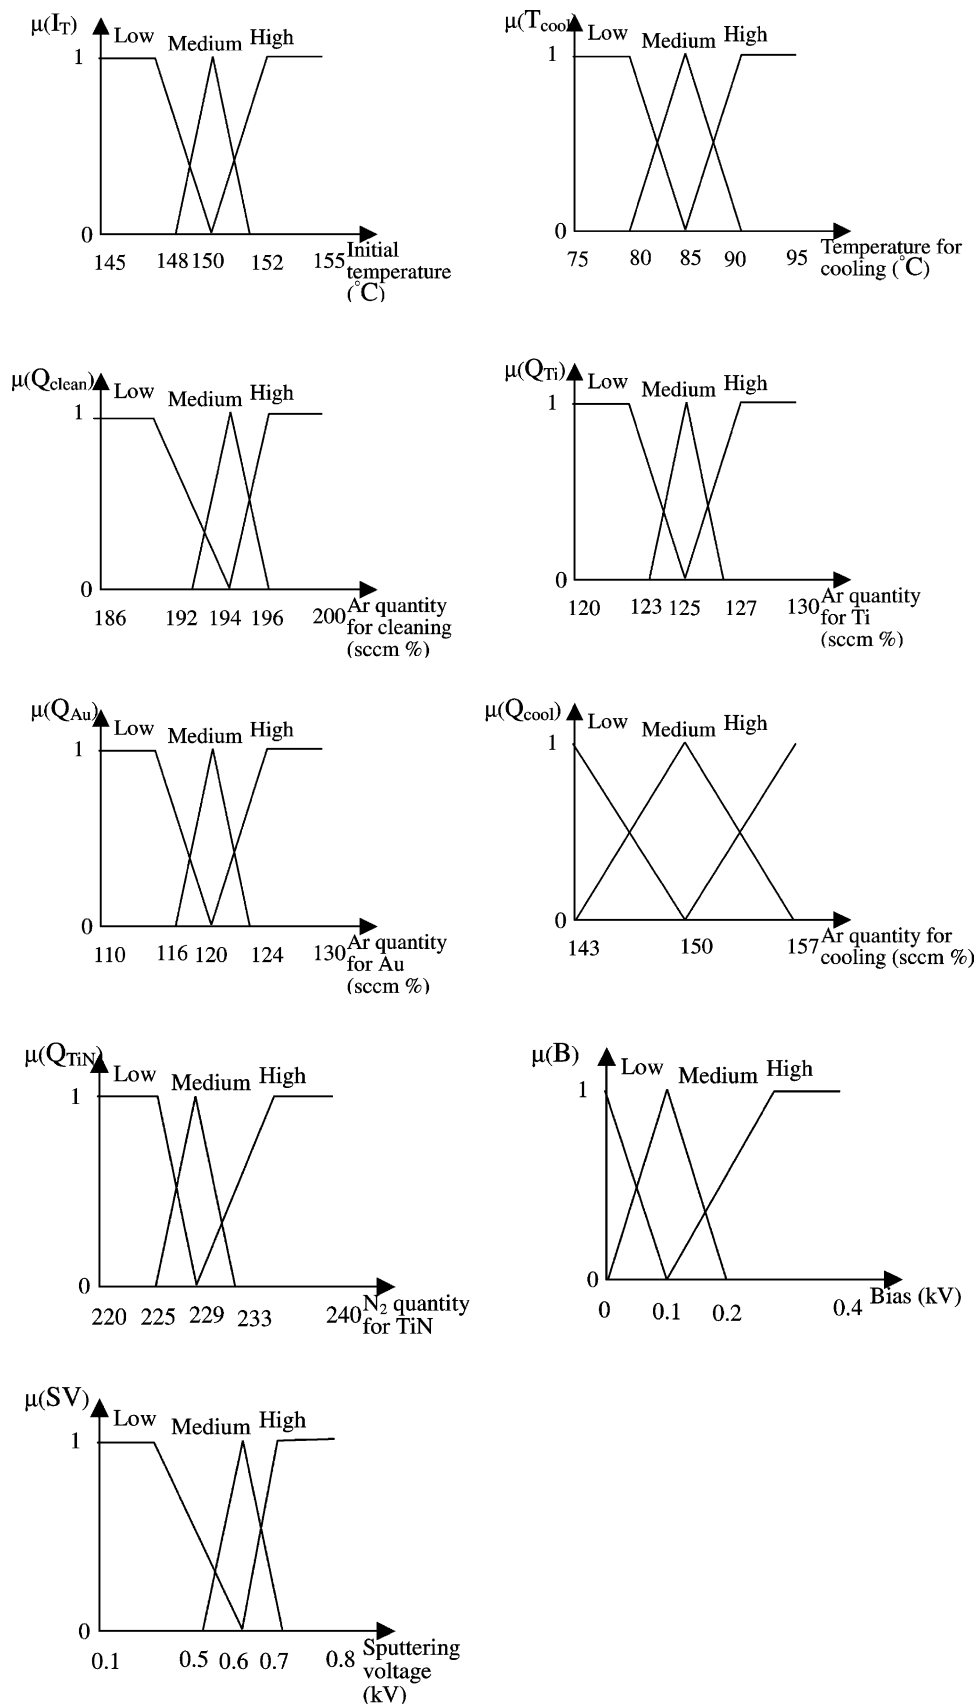 μ(I_T)
Low Medium High
1
0
145 148 150 152 155
Initial
temperature
(°C)
μ(T_cool)
Low Medium High
1
0
75 80 85 90 95
Temperature for
cooling (°C)
μ(Q_clean)
Low Medium High
1
0
186 192 194 196 200
Ar quantity
for cleaning
(sccm %)
μ(Q_Ti)
Low Medium High
1
0
120 123 125 127 130
Ar quantity
for Ti
(sccm %)
μ(Q_Au)
Low Medium High
1
0
110 116 120 124 130
Ar quantity
for Au
(sccm %)
μ(Q_cool)
Low Medium High
1
0
143 150 157
Ar quantity for
cooling (sccm %)
μ(Q_TiN)
Low Medium High
1
0
220 225 229 233 240
N₂ quantity
for TiN
μ(B)
Low Medium High
1
0
0 0.1 0.2 0.4
Bias (kV)
μ(SV)
Low Medium High
1
0
0.1 0.5 0.6 0.7 0.8
Sputtering
voltage
(kV)